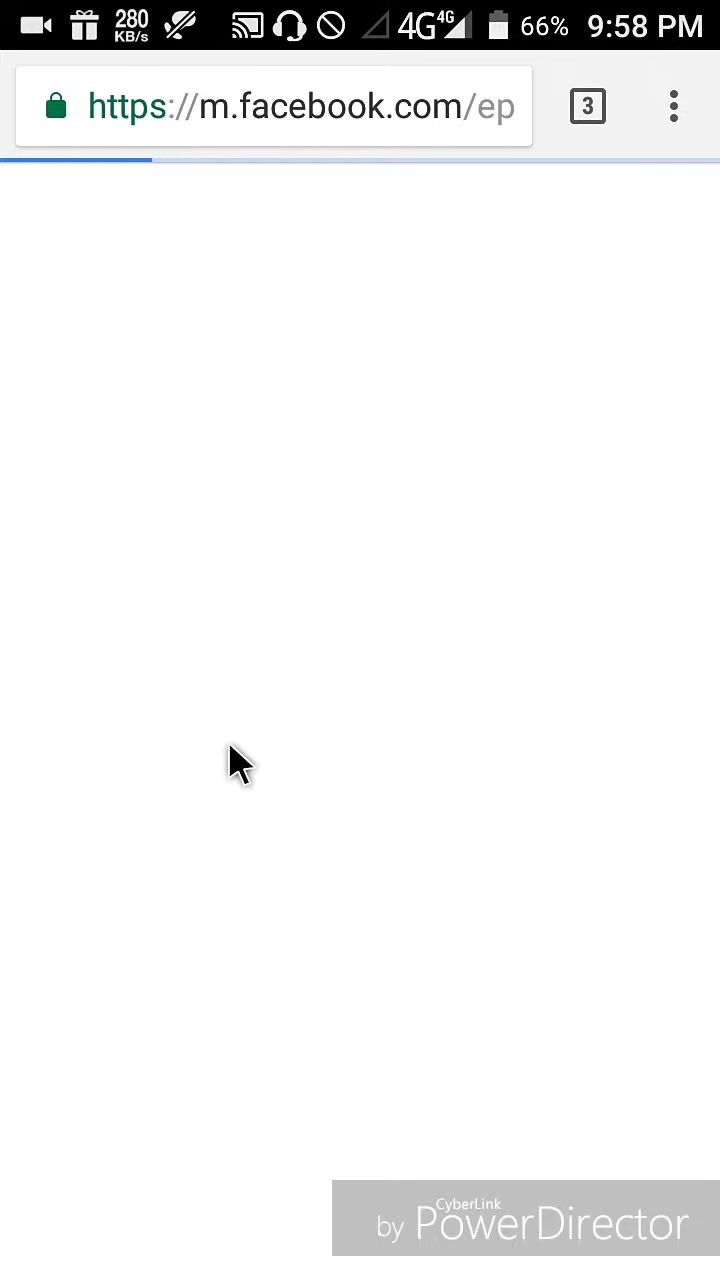 280 KB/s 4G 4G 66% 9:58 PM
https://m.facebook.com/ep 3
CyberLink
by PowerDirector